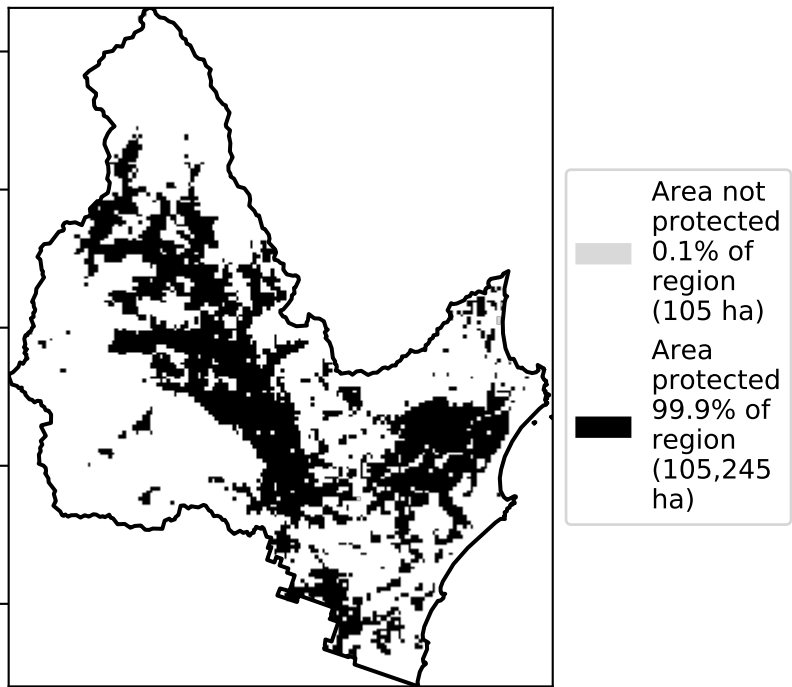 Area not
protected
0.1% of
region
(105 ha)
Area
protected
99.9% of
region
(105,245
ha)